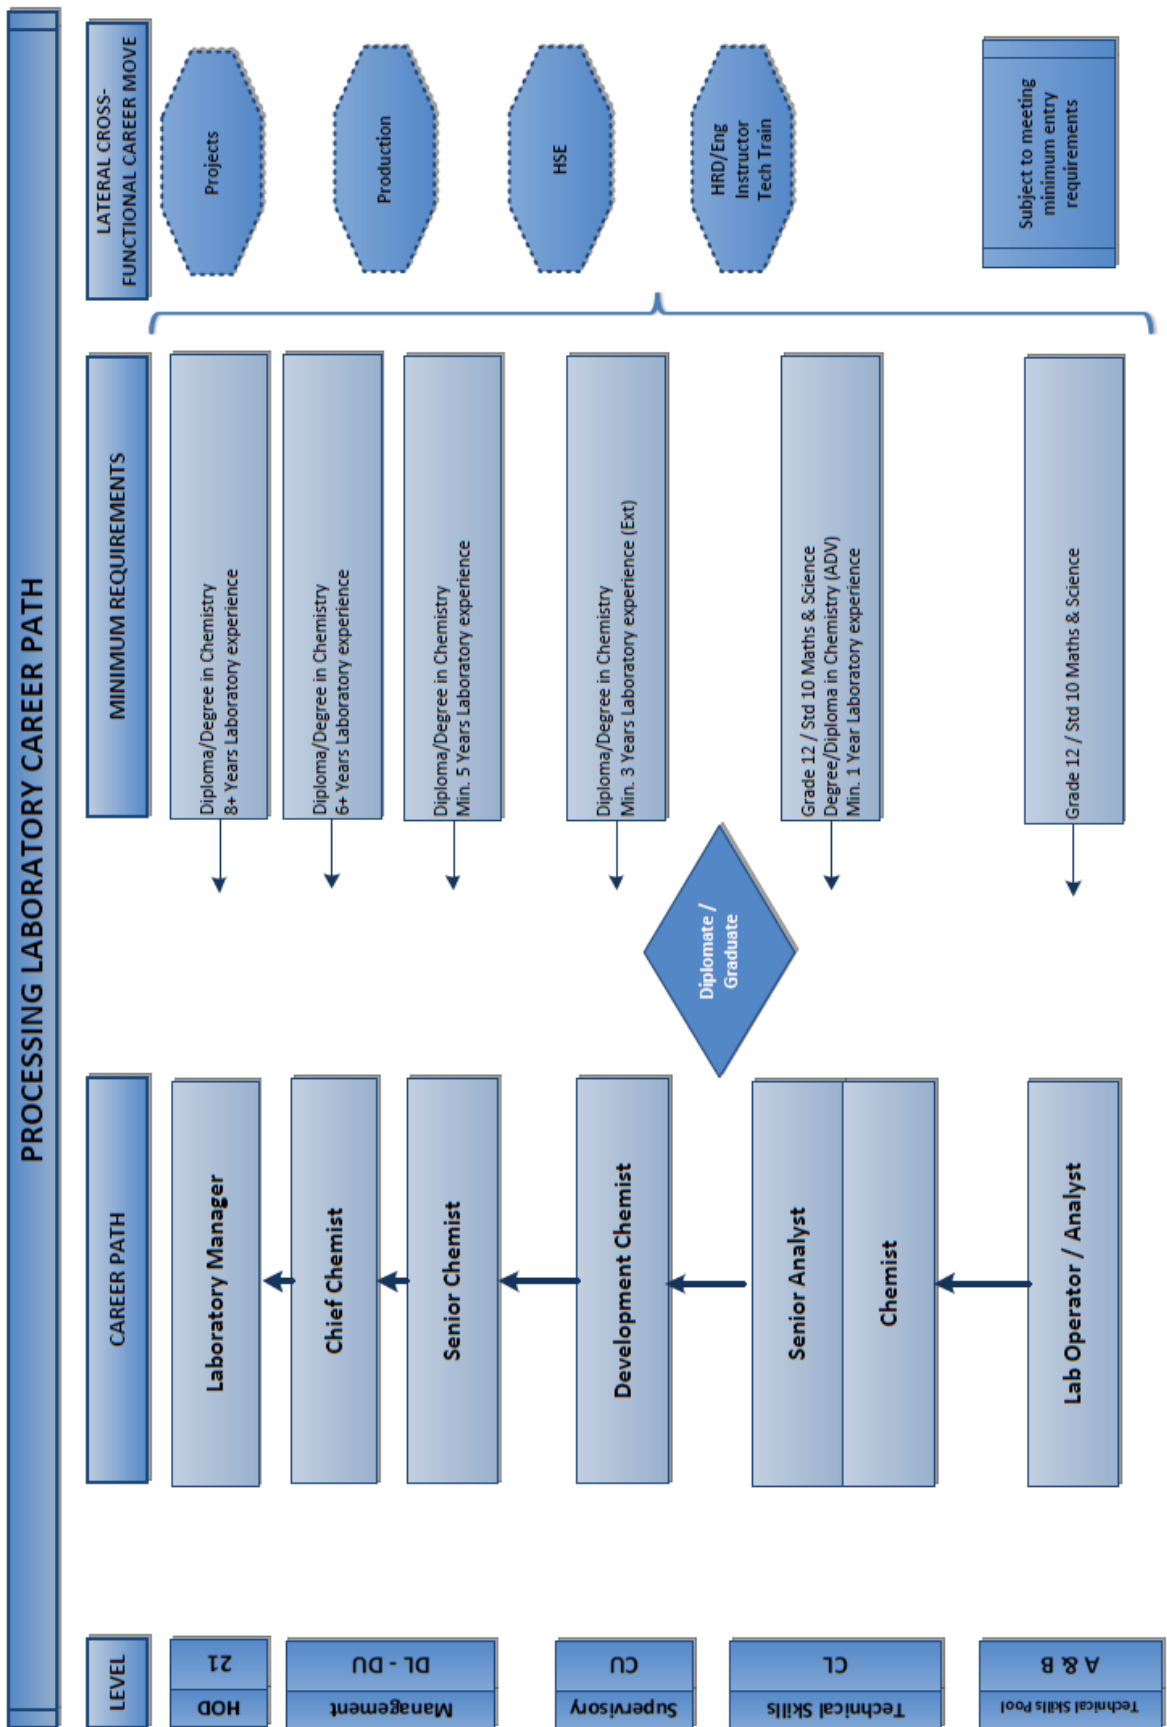 PROCESSING LABORATORY CAREER PATH
LEVEL
CAREER PATH
MINIMUM REQUIREMENTS
LATERAL CROSS-
FUNCTIONAL CAREER MOVE
HOD
21
Laboratory Manager
Diploma/Degree in Chemistry
8+ Years Laboratory experience
Projects
Management
DL - DU
Chief Chemist
Diploma/Degree in Chemistry
6+ Years Laboratory experience
Production
Senior Chemist
Diploma/Degree in Chemistry
Min. 5 Years Laboratory experience
HSE
Supervisory
CU
Development Chemist
Diploma/Degree in Chemistry
Min. 3 Years Laboratory experience (Ext)
HRD/Eng
Instructor
Tech Train
Diplomate /
Graduate
Technical Skills
CL
Senior Analyst
Chemist
Grade 12 / Std 10 Maths & Science
Degree/Diploma in Chemistry (ADV)
Min. 1 Year Laboratory experience
Technical Skills Pool
A & B
Lab Operator / Analyst
Grade 12 / Std 10 Maths & Science
Subject to meeting
minimum entry
requirements